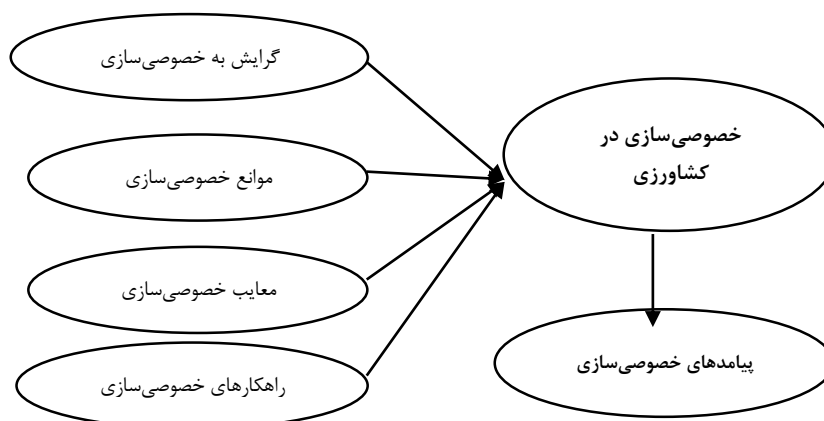 گرایش به خصوصی‌سازی
خصوصی‌سازی در
کشاورزی
موانع خصوصی‌سازی
معایب خصوصی‌سازی
پیامدهای خصوصی‌سازی
راهکارهای خصوصی‌سازی